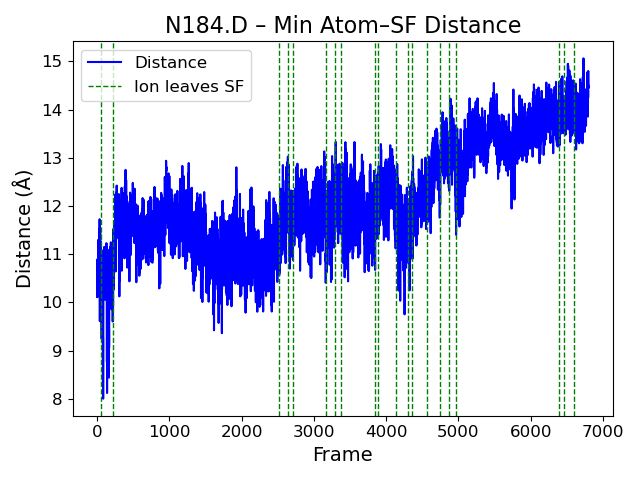 N184.D – Min Atom–SF Distance
Distance
Ion leaves SF
Distance (Å)
15
14
13
12
11
10
9
8
0 1000 2000 3000 4000 5000 6000 7000
Frame